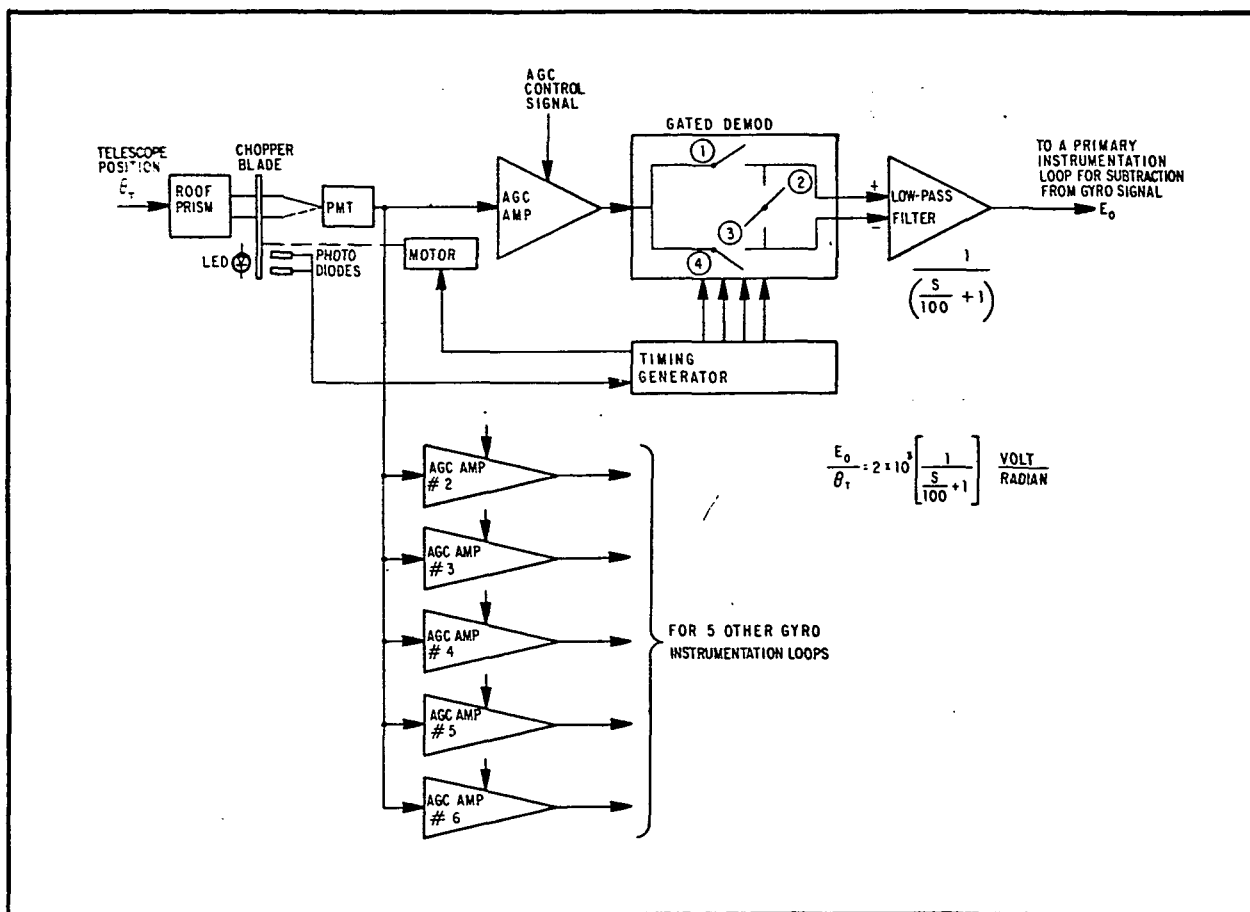 AGC
CONTROL
SIGNAL
GATED DEMOD
TELESCOPE
POSITION
θT
CHOPPER
BLADE
ROOF
PRISM
PMT
AGC
AMP
1
2
3
4
+
LOW-PASS
FILTER
−
TO A PRIMARY
INSTRUMENTATION
LOOP FOR SUBTRACTION
FROM GYRO SIGNAL
E0
LED
PHOTO
DIODES
MOTOR
1
(S/100 + 1)
TIMING
GENERATOR
E0/θT = 2 × 10³ [1/(S/100 + 1)] VOLT/RADIAN
AGC AMP
# 2
AGC AMP
# 3
AGC AMP
# 4
AGC AMP
# 5
AGC AMP
# 6
FOR 5 OTHER GYRO
INSTRUMENTATION LOOPS